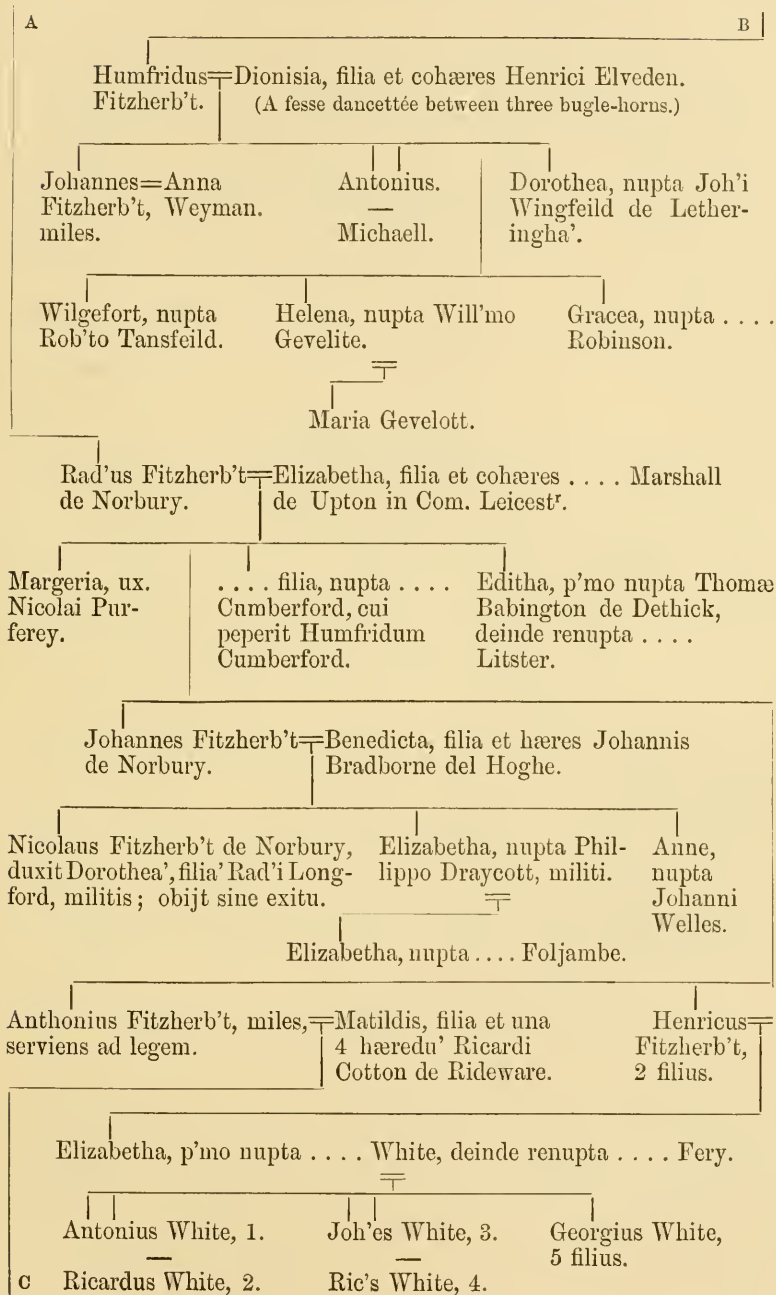 A B
Humfridus=Dionisia, filia et cohæres Henrici Elveden.
Fitzherb't. (A fesse dancettée between three bugle-horns.)
Johannes=Anna Antonius. Dorothea, nupta Joh'i
Fitzherb't, Weyman. — Wingfeild de Lether-
miles. Michaell. ingha'.
Wilgefort, nupta Helena, nupta Will'mo Gracea, nupta . . . .
Rob'to Tansfeild. Gevelite. Robinson.
Maria Gevelott.
Rad'us Fitzherb't=Elizabetha, filia et cohæres . . . . Marshall
de Norbury. de Upton in Com. Leicestʳ.
Margeria, ux. . . . . filia, nupta . . . . Editha, p'mo nupta Thomæ
Nicolai Pur- Cumberford, cui Babington de Dethick,
ferey. peperit Humfridum deinde renupta . . . .
Cumberford. Litster.
Johannes Fitzherb't=Benedicta, filia et hæres Johannis
de Norbury. Bradborne del Hoghe.
Nicolaus Fitzherb't de Norbury, Elizabetha, nupta Phil- Anne,
duxit Dorothea', filia' Rad'i Long- lippo Draycott, militi. nupta
ford, militis; obijt sine exitu. Johanni
Welles.
Elizabetha, nupta . . . . Foljambe.
Anthonius Fitzherb't, miles,=Matildis, filia et una Henricus=
serviens ad legem. 4 hæredu' Ricardi Fitzherb't,
Cotton de Rideware. 2 filius.
Elizabetha, p'mo nupta . . . . White, deinde renupta . . . . Fery.
Antonius White, 1. Joh'es White, 3. Georgius White,
— — 5 filius.
C Ricardus White, 2. Ric's White, 4.